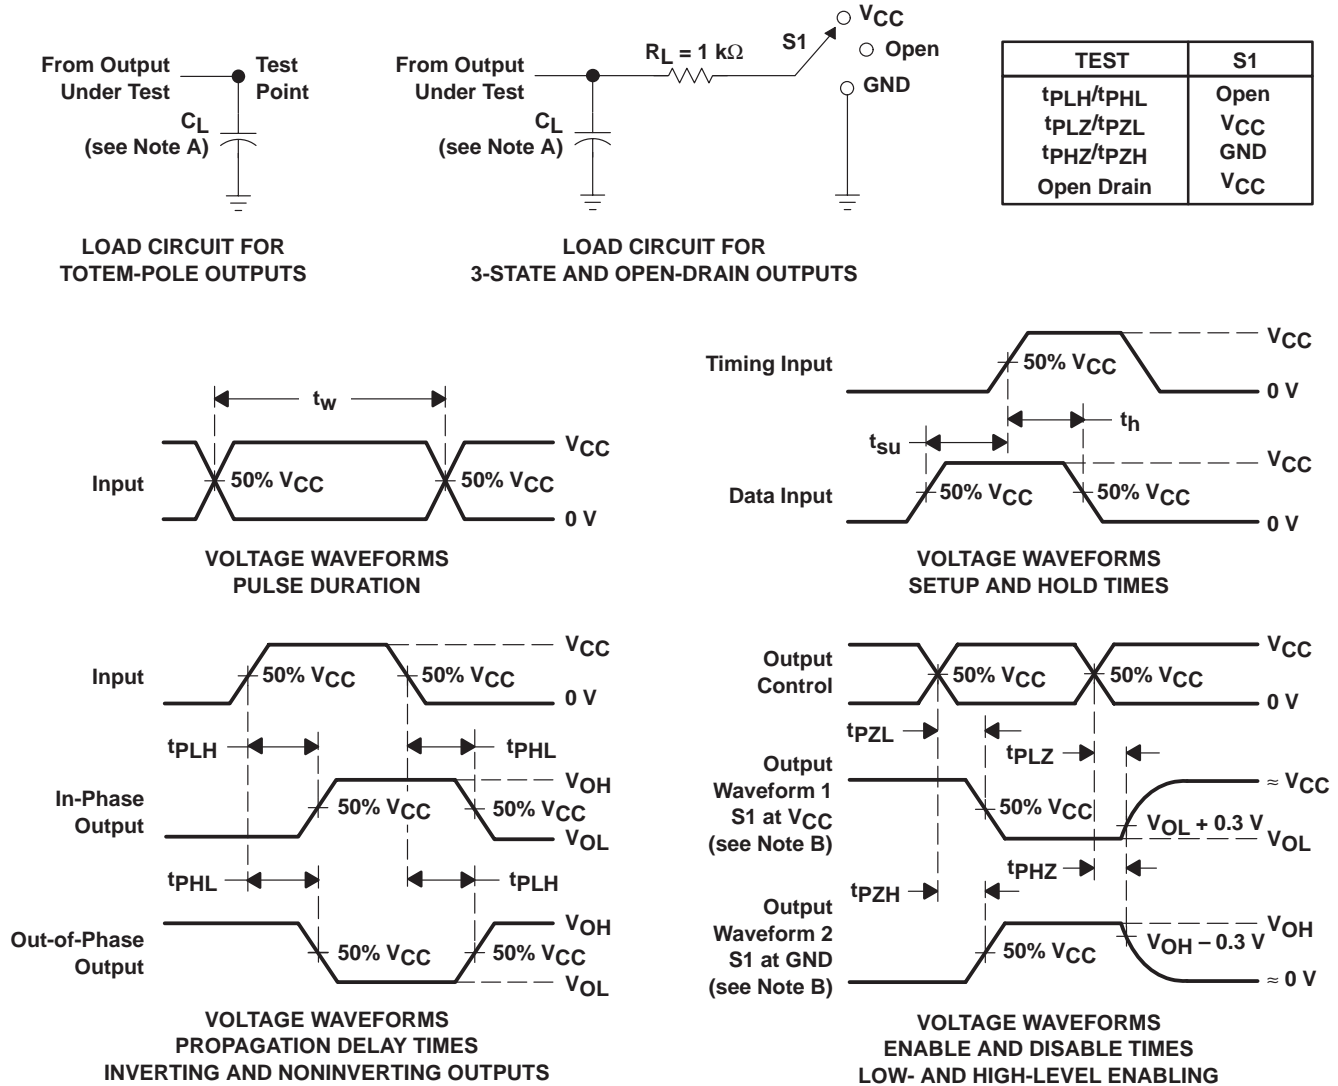 From Output
Under Test
Test
Point
CL
(see Note A)
LOAD CIRCUIT FOR
TOTEM-POLE OUTPUTS
From Output
Under Test
RL = 1 kΩ
S1
VCC
Open
GND
CL
(see Note A)
LOAD CIRCUIT FOR
3-STATE AND OPEN-DRAIN OUTPUTS
TEST S1
tPLH/tPHL Open
tPLZ/tPZL VCC
tPHZ/tPZH GND
Open Drain VCC
tw
Input
50% VCC
50% VCC
VCC
0 V
VOLTAGE WAVEFORMS
PULSE DURATION
Timing Input
50% VCC
VCC
0 V
tsu
th
Data Input
50% VCC
50% VCC
VCC
0 V
VOLTAGE WAVEFORMS
SETUP AND HOLD TIMES
Input
50% VCC
50% VCC
VCC
0 V
tPLH
tPHL
In-Phase
Output
50% VCC
50% VCC
VOH
VOL
tPHL
tPLH
Out-of-Phase
Output
50% VCC
50% VCC
VOH
VOL
VOLTAGE WAVEFORMS
PROPAGATION DELAY TIMES
INVERTING AND NONINVERTING OUTPUTS
Output
Control
50% VCC
50% VCC
VCC
0 V
tPZL
tPLZ
Output
Waveform 1
S1 at VCC
(see Note B)
50% VCC
VOL + 0.3 V
≈ VCC
VOL
tPZH
tPHZ
Output
Waveform 2
S1 at GND
(see Note B)
50% VCC
VOH − 0.3 V
VOH
≈ 0 V
VOLTAGE WAVEFORMS
ENABLE AND DISABLE TIMES
LOW- AND HIGH-LEVEL ENABLING